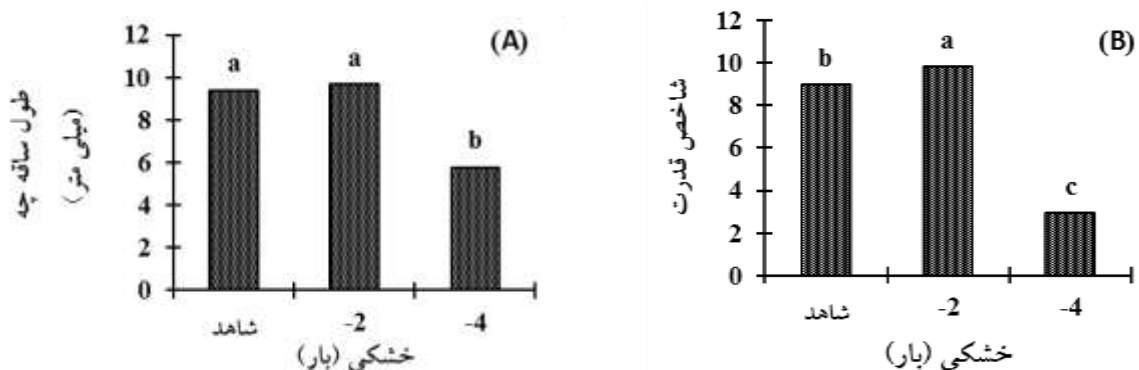 (A)
12
10
8
6
4
2
0
a
a
b
طول ساقه چه
(میلی متر)
شاهد
-2
-4
خشکی (بار)
(B)
12
10
8
6
4
2
0
b
a
c
شاخص قدرت
شاهد
-2
-4
خشکی (بار)